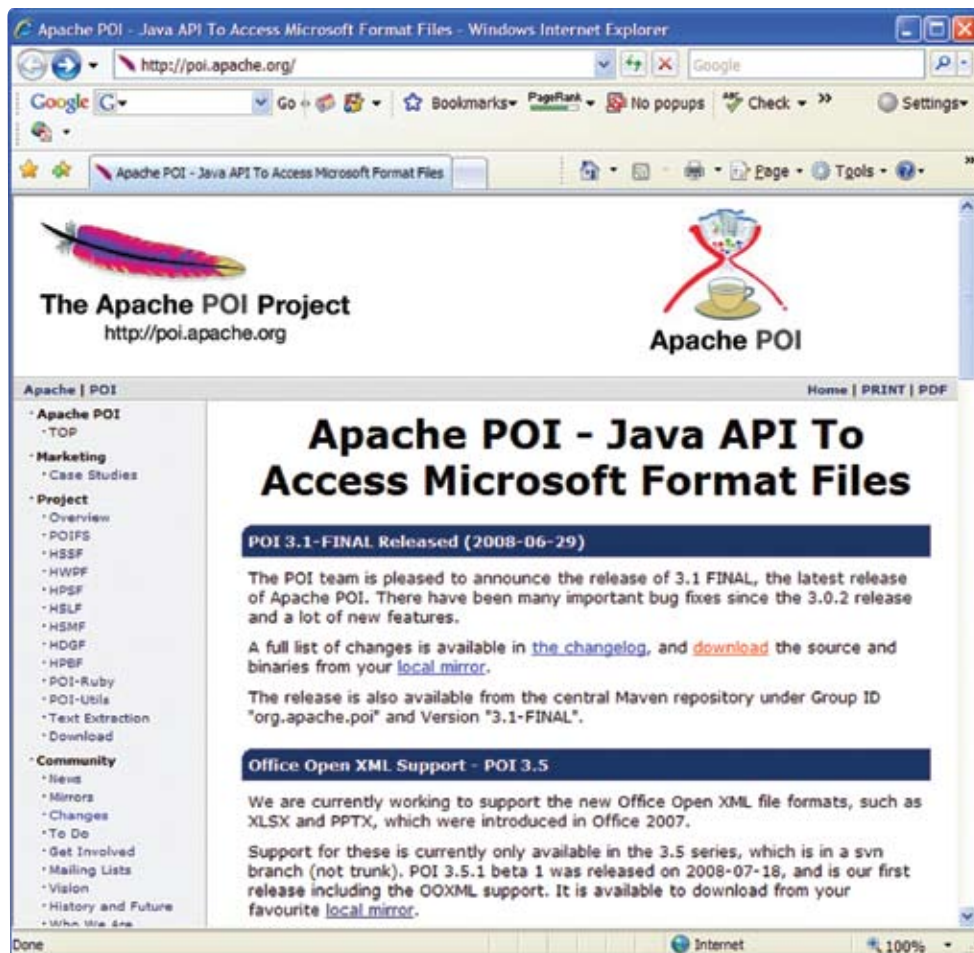 Apache POI - Java API To Access Microsoft Format Files - Windows Internet Explorer
http://poi.apache.org/
Google
Google G Go Bookmarks PageRank No popups ABC Check » Settings
Apache POI - Java API To Access Microsoft Format Files
Page Tools »
The Apache POI Project
http://poi.apache.org
Apache POI
Apache | POI
Home | PRINT | PDF
Apache POI
TOP
Marketing
Case Studies
Project
Overview
POIFS
HSSF
HWPF
HPSF
HSLF
HSMF
HDGF
HPBF
POI-Ruby
POI-Utils
Text Extraction
Download
Community
News
Mirrors
Changes
To Do
Get Involved
Mailing Lists
Vision
History and Future
Who We Are
Apache POI - Java API To
Access Microsoft Format Files
POI 3.1-FINAL Released (2008-06-29)
The POI team is pleased to announce the release of 3.1 FINAL, the latest release
of Apache POI. There have been many important bug fixes since the 3.0.2 release
and a lot of new features.
A full list of changes is available in the changelog, and download the source and
binaries from your local mirror.
The release is also available from the central Maven repository under Group ID
"org.apache.poi" and Version "3.1-FINAL".
Office Open XML Support - POI 3.5
We are currently working to support the new Office Open XML file formats, such as
XLSX and PPTX, which were introduced in Office 2007.
Support for these is currently only available in the 3.5 series, which is in a svn
branch (not trunk). POI 3.5.1 beta 1 was released on 2008-07-18, and is our first
release including the OOXML support. It is available to download from your
favourite local mirror.
Done
Internet
100%